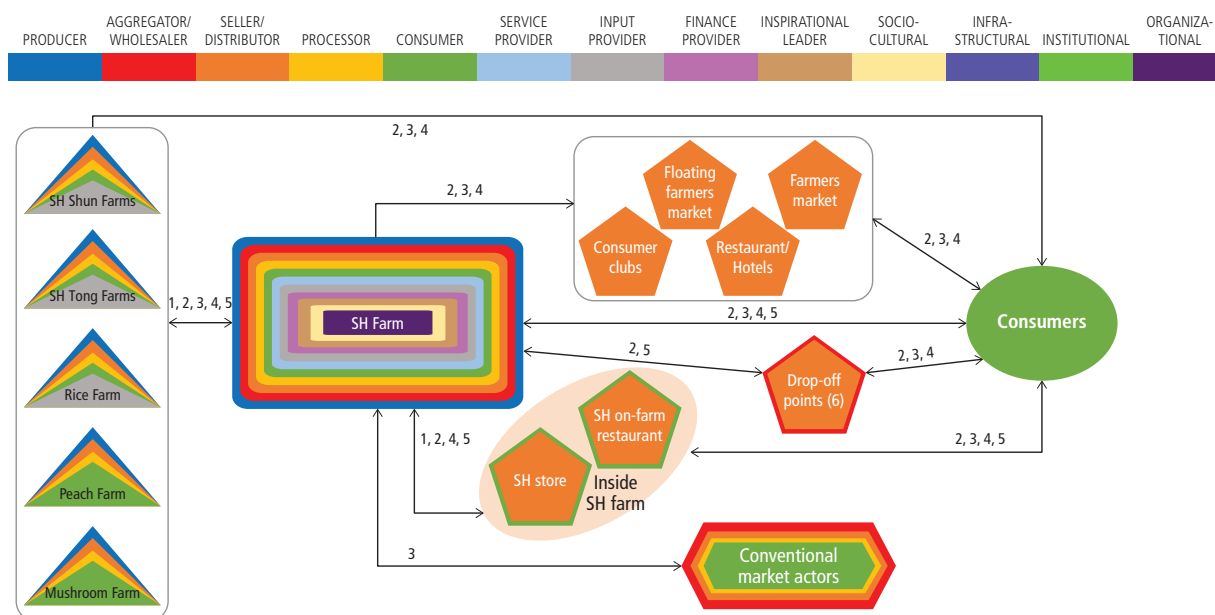 PRODUCER
AGGREGATOR/
WHOLESALER
SELLER/
DISTRIBUTOR
PROCESSOR
CONSUMER
SERVICE
PROVIDER
INPUT
PROVIDER
FINANCE
PROVIDER
INSPIRATIONAL
LEADER
SOCIO-
CULTURAL
INFRA-
STRUCTURAL
INSTITUTIONAL
ORGANIZA-
TIONAL
2, 3, 4
SH Shun Farms
SH Tong Farms
Rice Farm
Peach Farm
Mushroom Farm
1, 2, 3, 4, 5
SH Farm
2, 3, 4
Floating
farmers
market
Farmers
market
Consumer
clubs
Restaurant/
Hotels
2, 3, 4
2, 3, 4, 5
Consumers
2, 5
Drop-off
points (6)
2, 3, 4
1, 2, 4, 5
SH on-farm
restaurant
SH store
Inside
SH farm
2, 3, 4, 5
3
Conventional
market actors